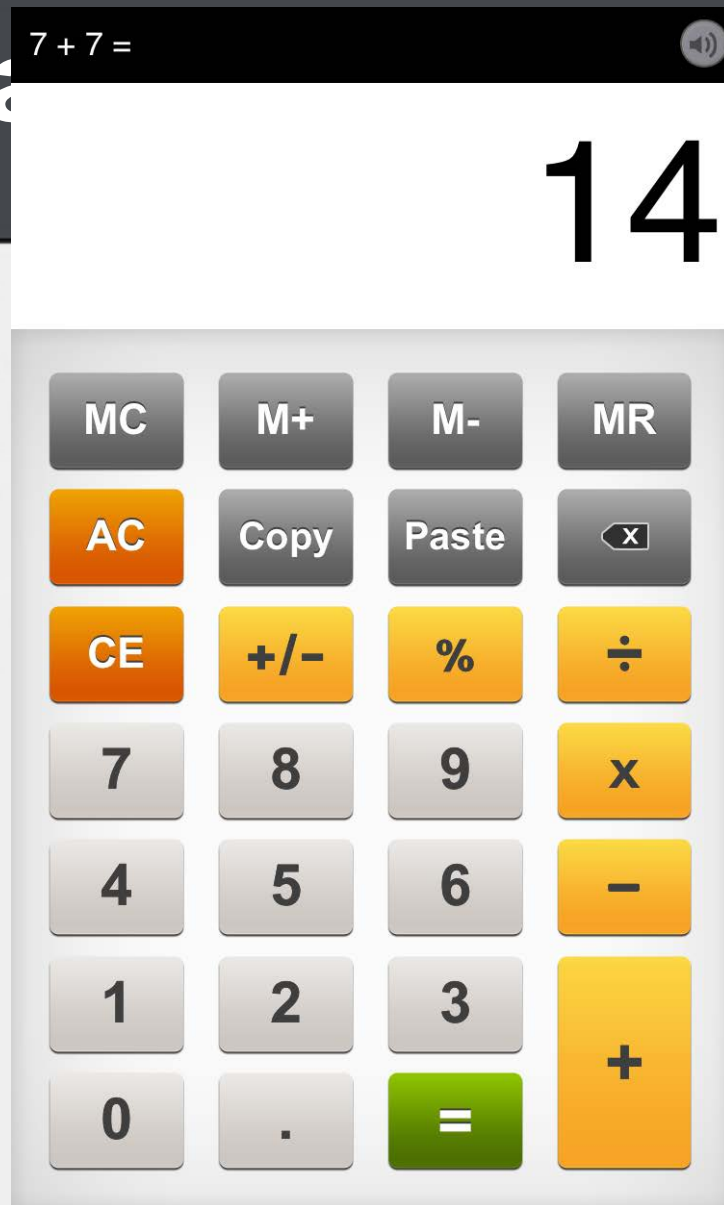 7 + 7 =
14
MC M+ M- MR
AC Copy Paste X
CE +/- % ÷
7 8 9 x
4 5 6 -
1 2 3 +
0 . =